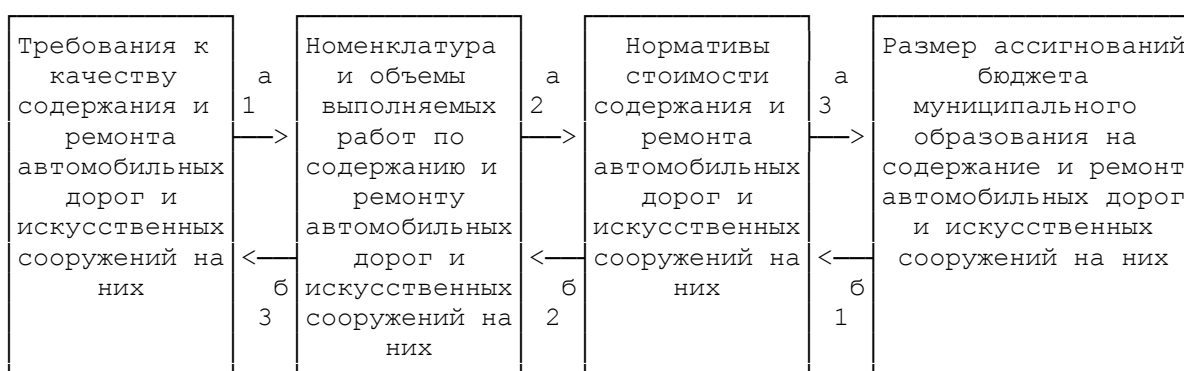 Требования к
качеству
содержания и
ремонта
автомобильных
дорог и
искусственных
сооружений на
них
а
1
——>
<——
б
3
Номенклатура
и объемы
выполняемых
работ по
содержанию и
ремонту
автомобильных
дорог и
искусственных
сооружений на
них
а
2
——>
<——
б
2
Нормативы
стоимости
содержания и
ремонта
автомобильных
дорог и
искусственных
сооружений на
них
а
3
——>
<——
б
1
Размер ассигнований
бюджета
муниципального
образования на
содержание и ремонт
автомобильных дорог
и искусственных
сооружений на них